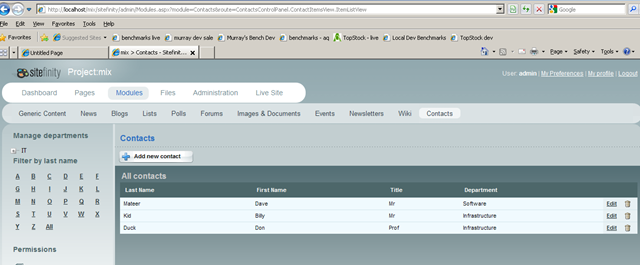 http://localhost/mix/sitefinity/admin/Modules.aspx?module=Contacts&route=ContactsControlPanel.ContactItemsView.ItemListView
Google
File Edit View Favorites Tools Help
Favorites Suggested Sites benchmarks live murray dev sale Murray's Bench Dev Benchmarks - aq TopStock - live Local Dev Benchmarks TopStock dev
Page Safety Tools
Untitled Page mix > Contacts - Sitefinit...
sitefinity Project:mix
User: admin | My Preferences | My profile | Logout
Dashboard Pages Modules Files Administration Live Site
Generic Content News Blogs Lists Polls Forums Images & Documents Events Newsletters Wiki Contacts
Manage departments
IT
Filter by last name
A B C D E F
G H I J K L
M N O P Q R
S T U V W X
Y Z All
Permissions
Contacts
Add new contact
All contacts
Last Name First Name Title Department
Mateer Dave Mr Software Edit
Kid Billy Mr Infrastructure Edit
Duck Don Prof Infrastructure Edit